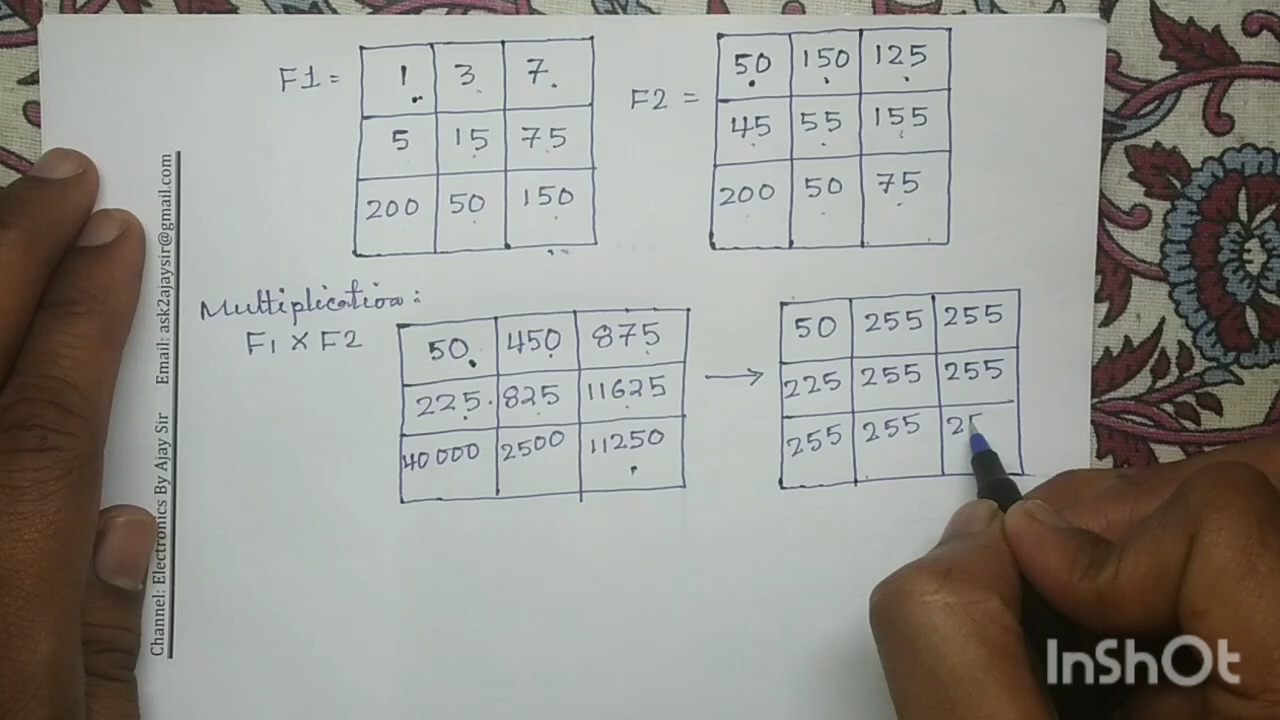 F1 =
1 3 7
5 15 75
200 50 150
F2 =
50 150 125
45 55 155
200 50 75
Multiplication:
F1 X F2
50 450 875
225 825 11625
40000 2500 11250
→
50 255 255
225 255 255
255 255 25
Channel: Electronics By Ajay Sir Email: ask2ajaysir@gmail.com
InShOt